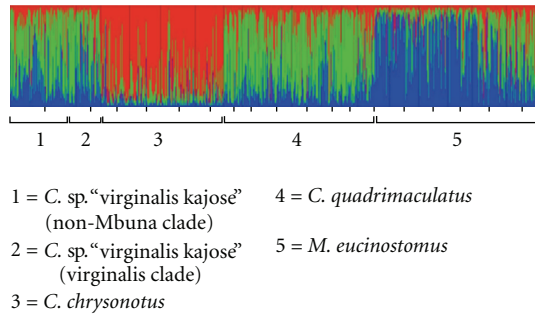 1 2 3 4 5
1 = C. sp. “virginalis kajose”
(non-Mbuna clade)
2 = C. sp. “virginalis kajose”
(virginalis clade)
3 = C. chrysonotus
4 = C. quadrimaculatus
5 = M. eucinostomus